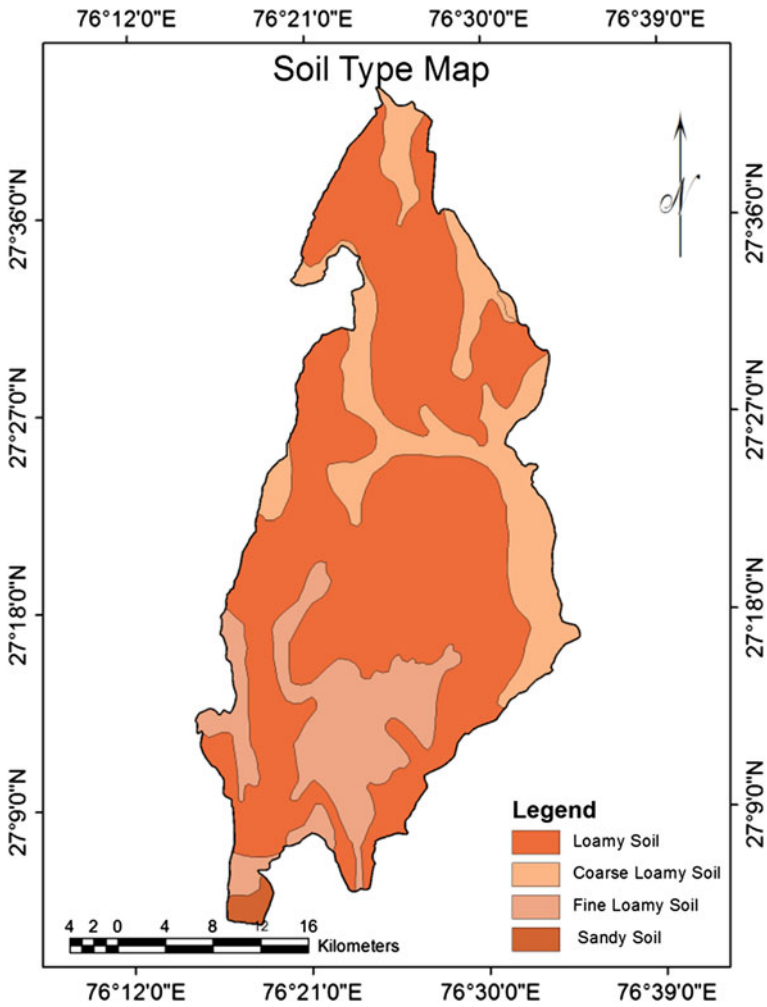 76°12'0"E 76°21'0"E 76°30'0"E 76°39'0"E
Soil Type Map
N
27°36'0"N 27°36'0"N
27°27'0"N 27°27'0"N
27°18'0"N 27°18'0"N
27°9'0"N 27°9'0"N
Legend
Loamy Soil
Coarse Loamy Soil
Fine Loamy Soil
Sandy Soil
4 2 0 4 8 12 16
Kilometers
76°12'0"E 76°21'0"E 76°30'0"E 76°39'0"E